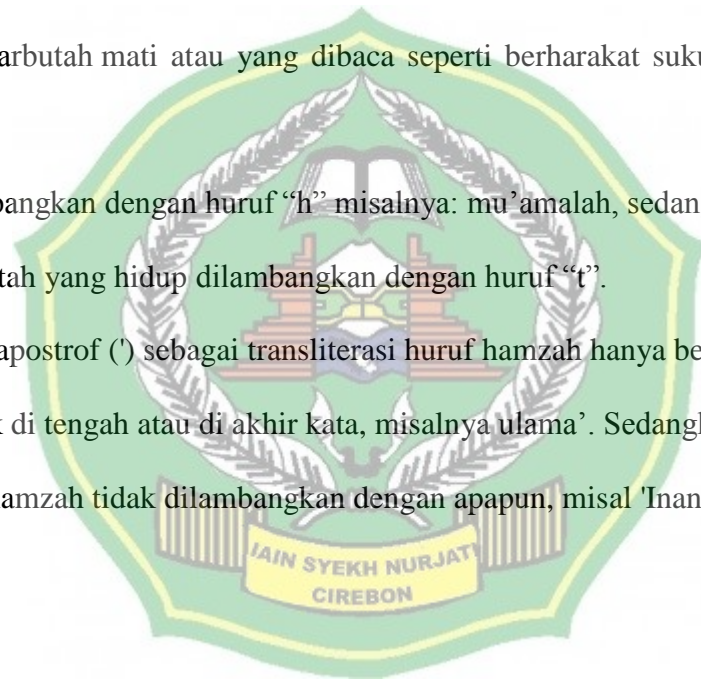 arbutah mati atau yang dibaca seperti berharakat suku
bangkan dengan huruf “h” misalnya: mu’amalah, sedan
tah yang hidup dilambangkan dengan huruf “t”.
apostrof (') sebagai transliterasi huruf hamzah hanya be
k di tengah atau di akhir kata, misalnya ulama’. Sedangk
amzah tidak dilambangkan dengan apapun, misal 'Inan
IAIN SYEKH NURJATI
CIREBON